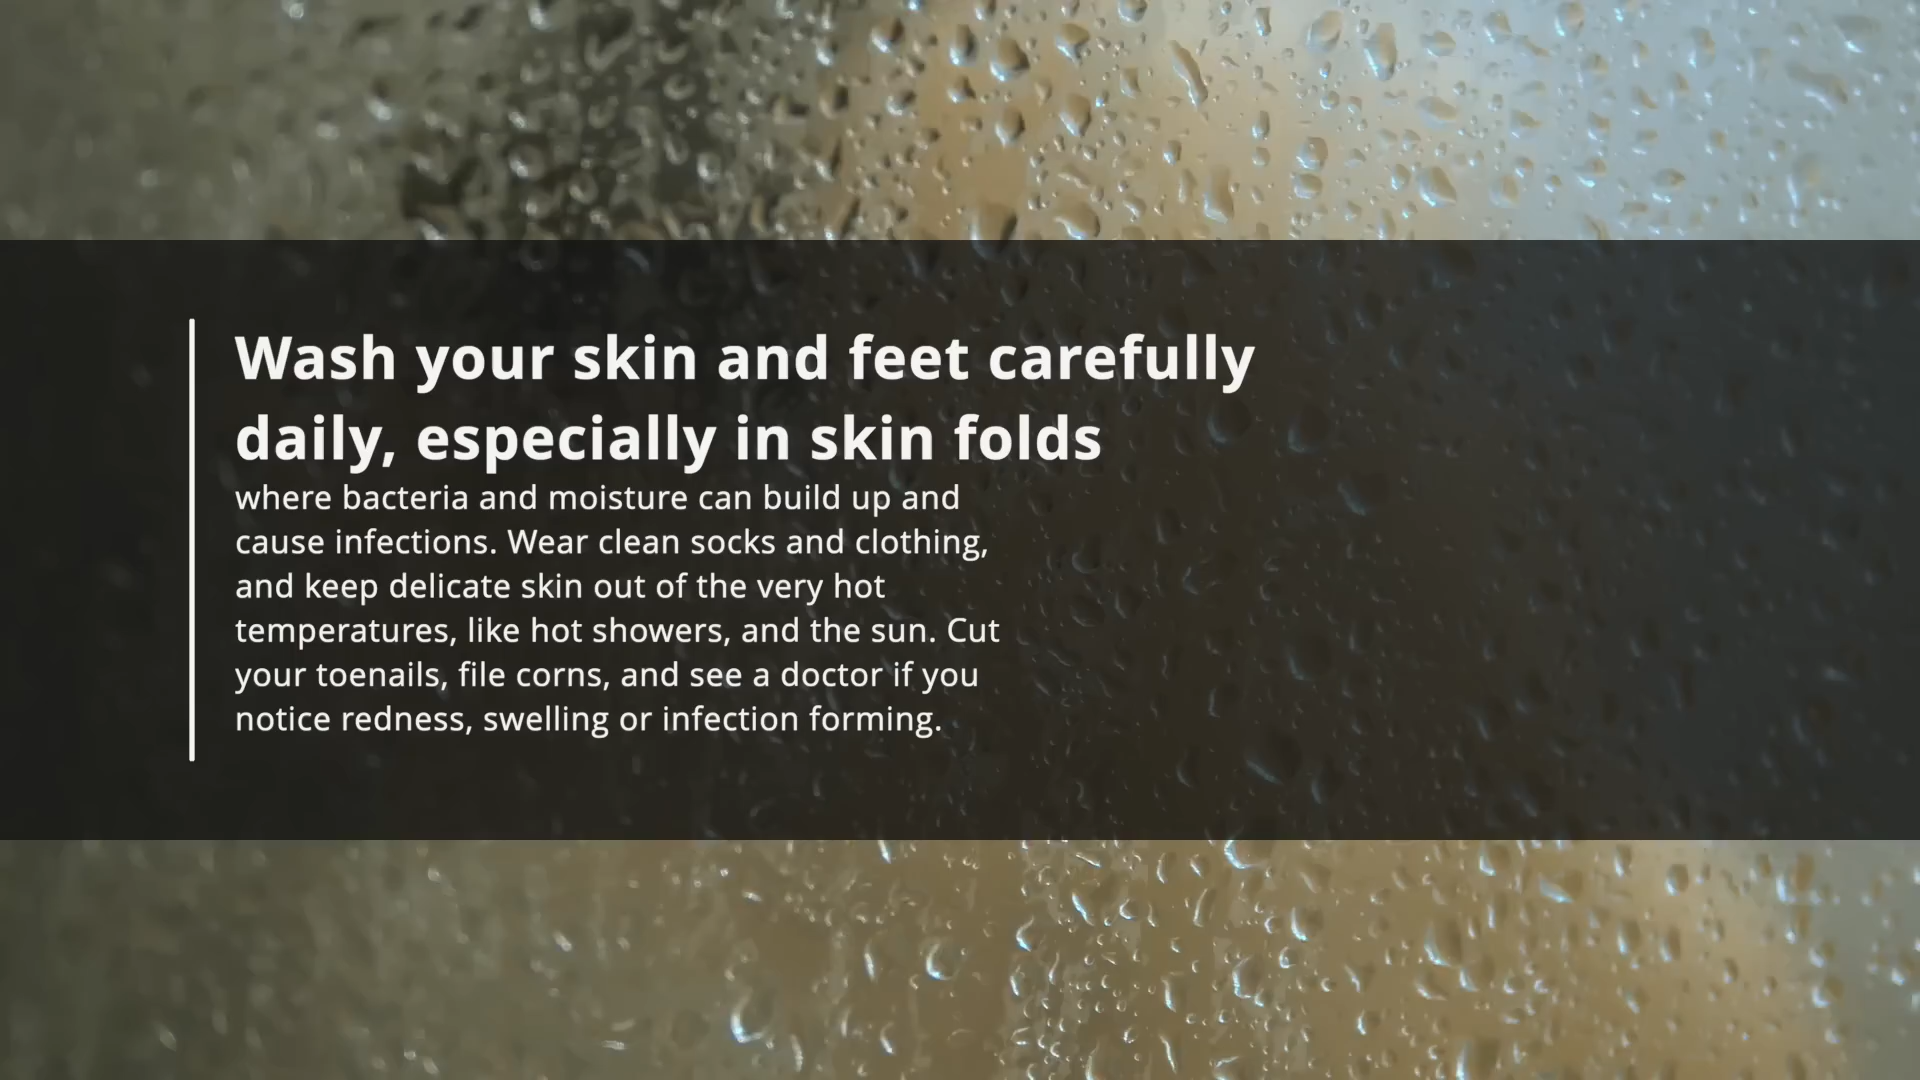 Wash your skin and feet carefully
daily, especially in skin folds
where bacteria and moisture can build up and
cause infections. Wear clean socks and clothing,
and keep delicate skin out of the very hot
temperatures, like hot showers, and the sun. Cut
your toenails, file corns, and see a doctor if you
notice redness, swelling or infection forming.